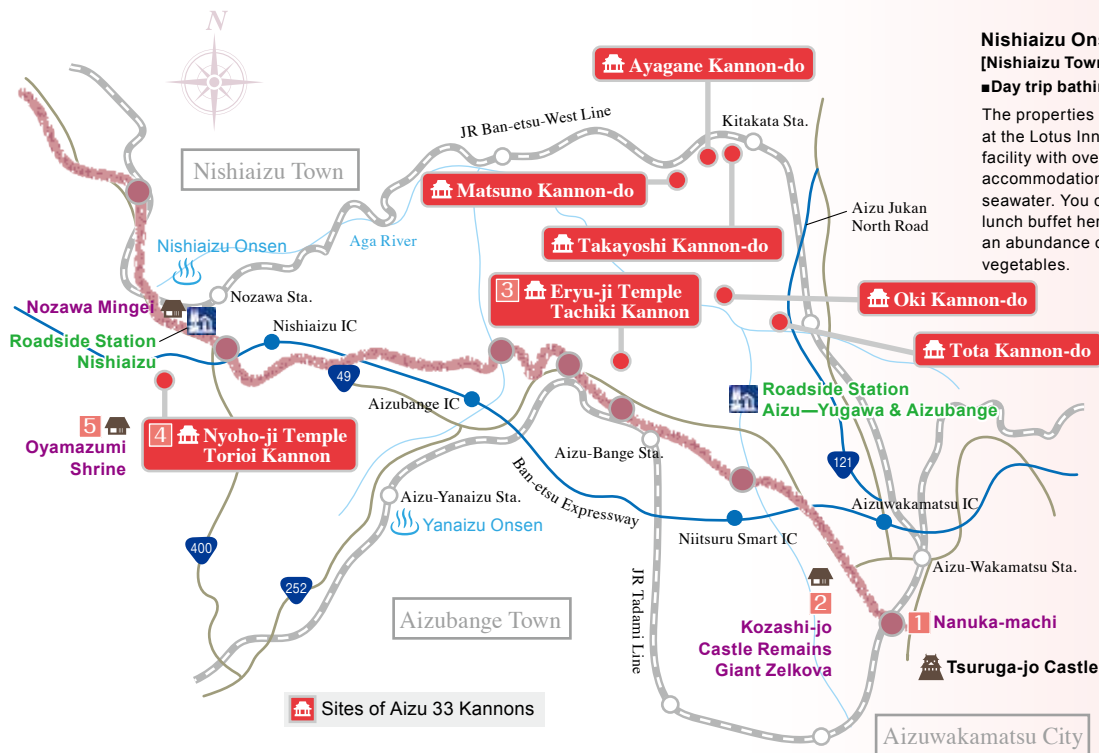 N
Nishiaizu Town
JR Ban-etsu-West Line
Ayagane Kannon-do
Kitakata Sta.
Matsuno Kannon-do
Takayoshi Kannon-do
Aizu Jukan
North Road
Aga River
Nishiaizu Onsen
Nozawa Mingei
Nozawa Sta.
Roadside Station
Nishiaizu
Nishiaizu IC
3
Eryu-ji Temple
Tachiki Kannon
Oki Kannon-do
Tota Kannon-do
49
Aizubange IC
Roadside Station
Aizu—Yugawa & Aizubange
5
Oyamazumi
Shrine
4
Nyoho-ji Temple
Torioi Kannon
Aizu-Bange Sta.
121
Aizu-Yanaizu Sta.
Yanaizu Onsen
Ban-etsu Expressway
Aizuwakamatsu IC
Niitsuru Smart IC
400
252
Aizu-Wakamatsu Sta.
JR Tadami Line
Aizubange Town
2
Kozashi-jo
Castle Remains
Giant Zelkova
1
Nanuka-machi
Tsuruga-jo Castle
Sites of Aizu 33 Kannons
Aizuwakamatsu City
Nishiaizu Ons
[Nishiaizu Town
■Day trip bathin
The properties
at the Lotus Inn
facility with over
accommodation
seawater. You c
lunch buffet her
an abundance o
vegetables.